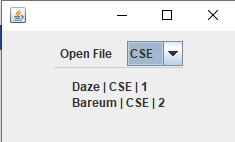 Open File CSE
Daze | CSE | 1
Bareum | CSE | 2